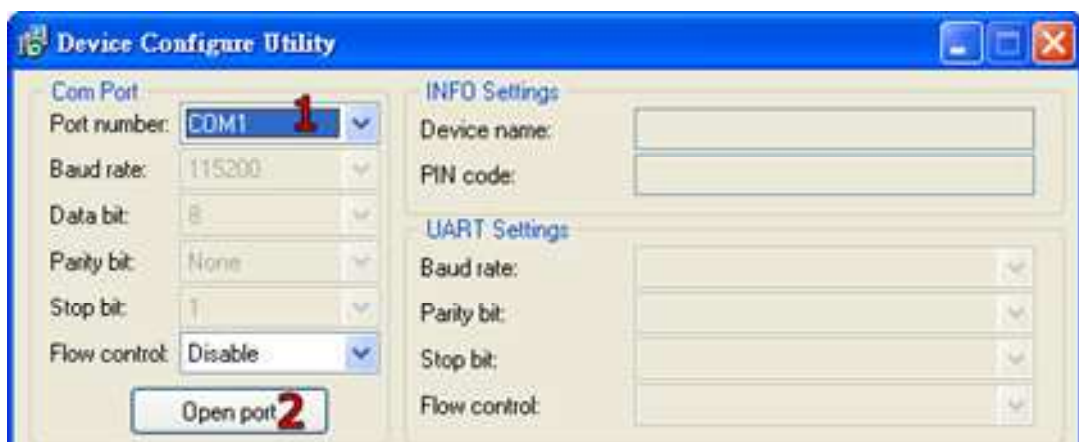 Device Configure Utility
Com Port
Port number: COM1 1
Baud rate: 115200
Data bit: 8
Parity bit: None
Stop bit: 1
Flow control: Disable
Open port 2
INFO Settings
Device name:
PIN code:
UART Settings
Baud rate:
Parity bit:
Stop bit:
Flow control: